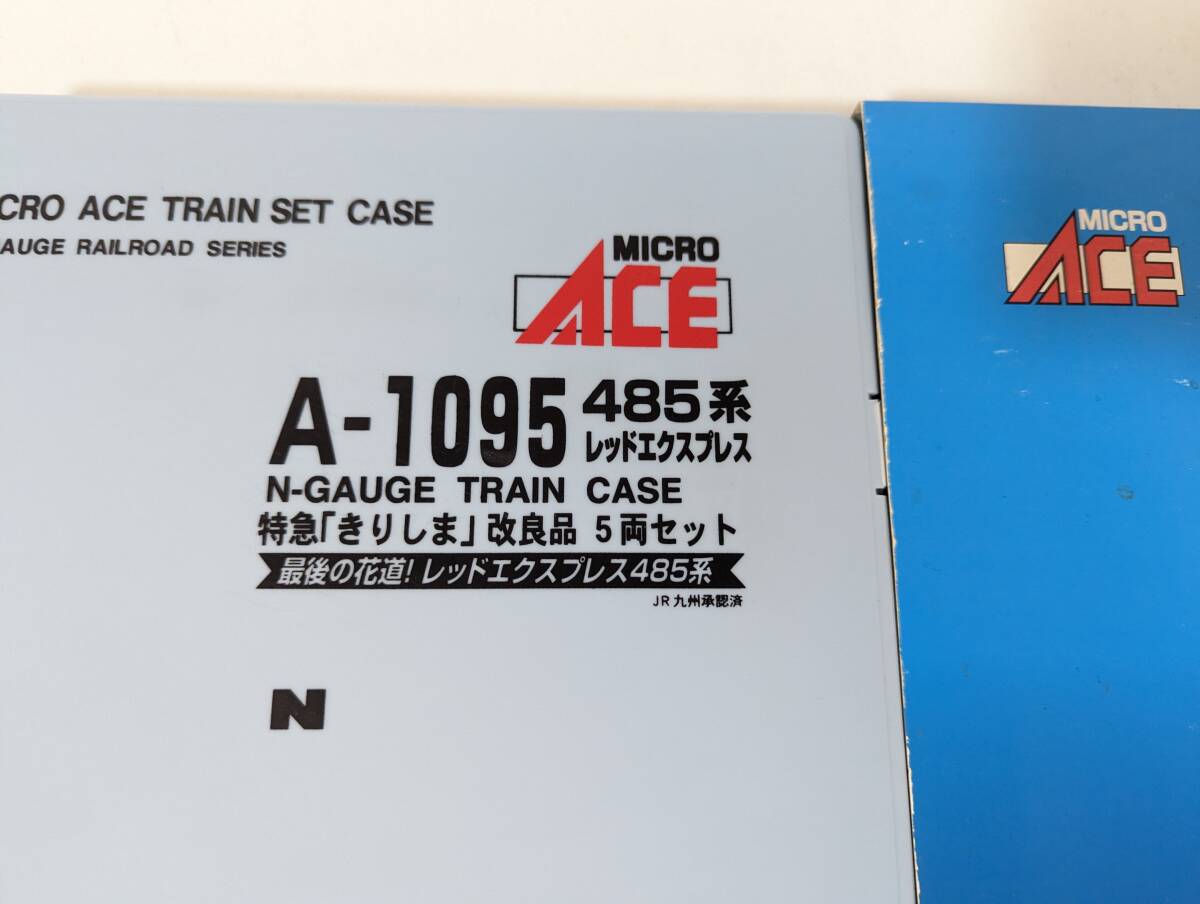 CRO ACE TRAIN SET CASE
AUGE RAILROAD SERIES
MICRO
ACE
A-1095 485系
レッドエクスプレス
N-GAUGE TRAIN CASE
特急「きりしま」改良品 5両セット
最後の花道!レッドエクスプレス485系
JR九州承認済
N
MICRO
ACE